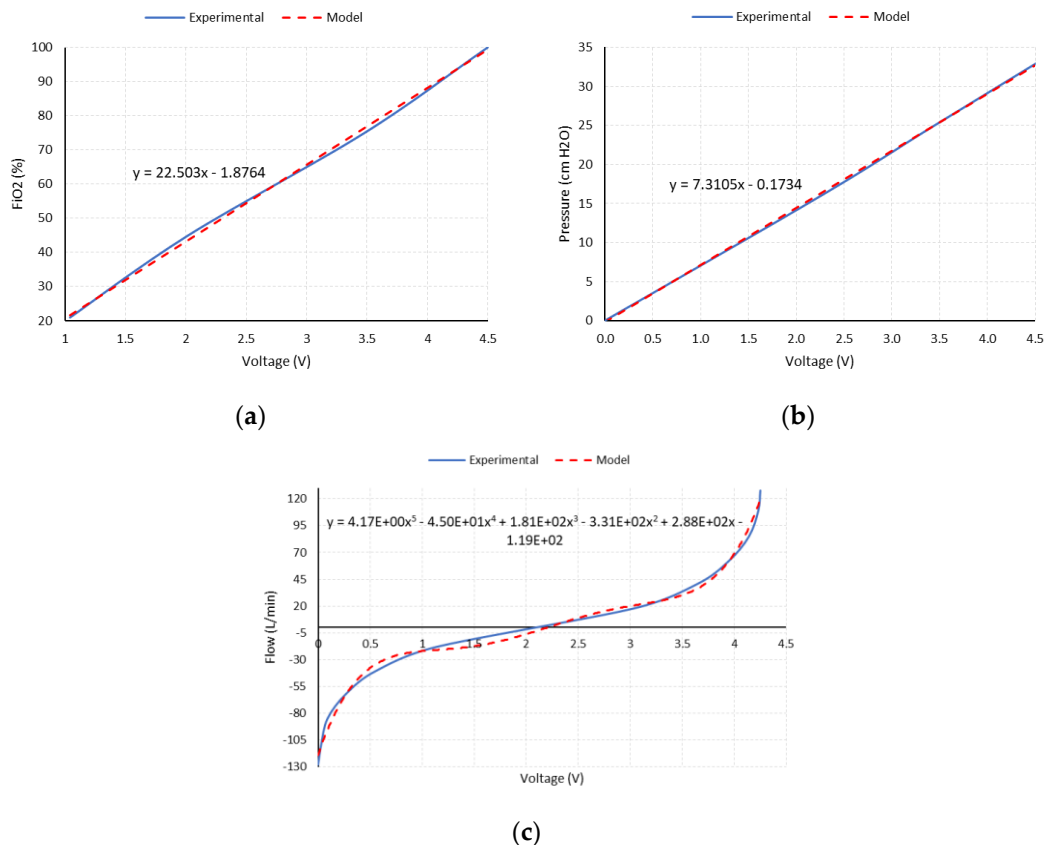 Experimental Model
100
90
80
70
60
50
40
30
20
FiO2 (%)
y = 22.503x - 1.8764
1 1.5 2 2.5 3 3.5 4 4.5
Voltage (V)
(a)
Experimental Model
35
30
25
20
15
10
5
0
Pressure (cm H2O)
y = 7.3105x - 0.1734
0.0 0.5 1.0 1.5 2.0 2.5 3.0 3.5 4.0 4.5
Voltage (V)
(b)
Experimental Model
120
95
70
45
20
-5
-30
-55
-80
-105
-130
Flow (L/min)
y = 4.17E+00x⁵ - 4.50E+01x⁴ + 1.81E+02x³ - 3.31E+02x² + 2.88E+02x -
1.19E+02
0 0.5 1 1.5 2 2.5 3 3.5 4 4.5
Voltage (V)
(c)